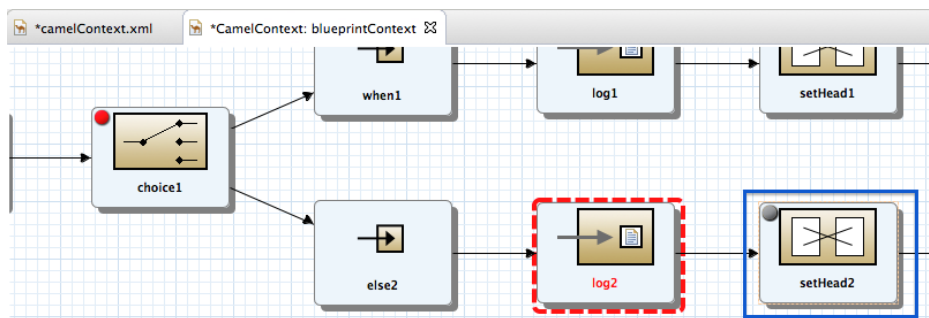 *camelContext.xml
*CamelContext: blueprintContext
when1
log1
setHead1
choice1
else2
log2
setHead2